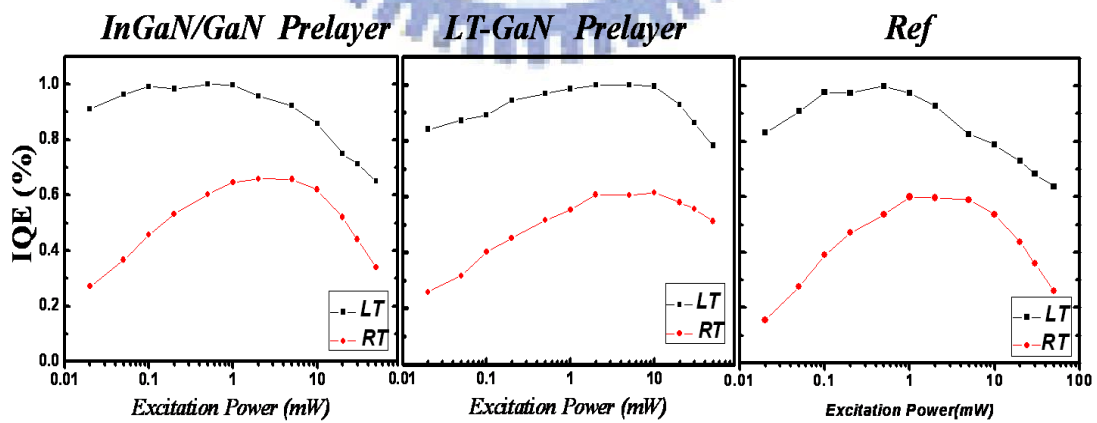 InGaN/GaN Prelayer
LT-GaN Prelayer
Ref
IQE (%)
1.0
0.8
0.6
0.4
0.2
0.0
LT
RT
LT
RT
LT
RT
0.01 0.1 1 10 0.01 0.1 1 10 0.01 0.1 1 10 100
Excitation Power (mW)
Excitation Power (mW)
Excitation Power(mW)